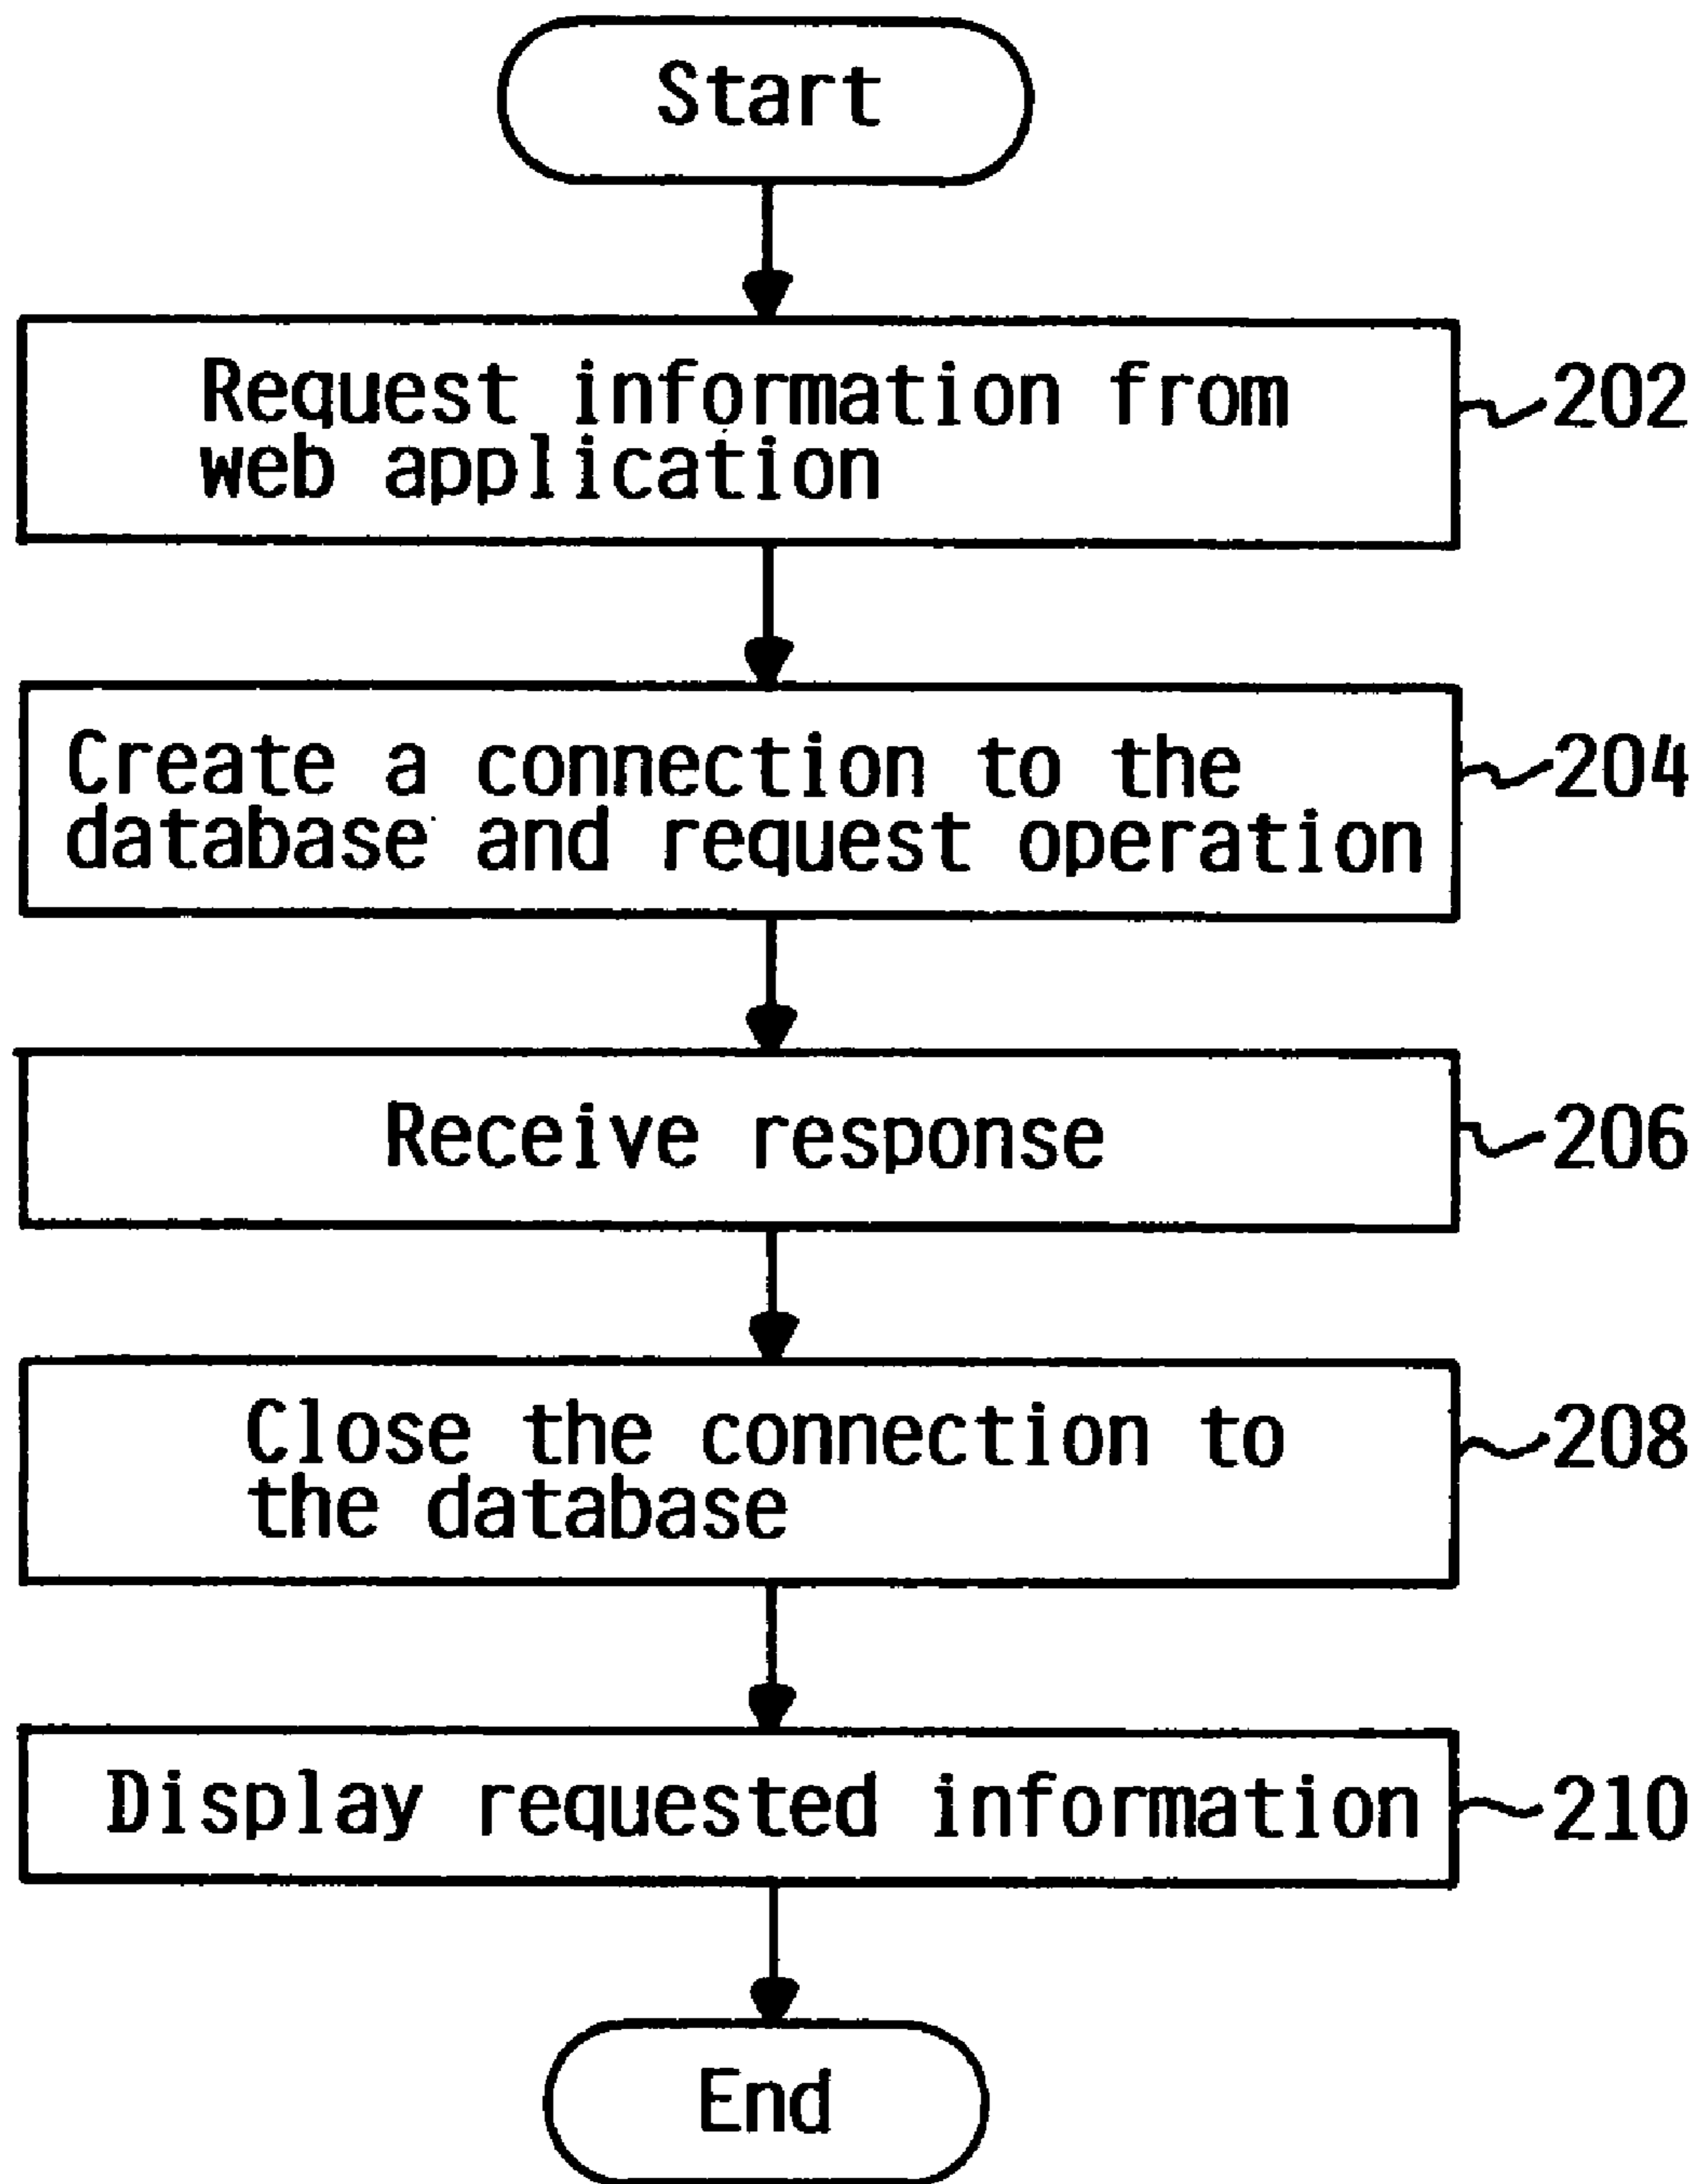 Start
Request information from
web application
202
Create a connection to the
database and request operation
204
Receive response
206
Close the connection to
the database
208
Display requested information
210
End